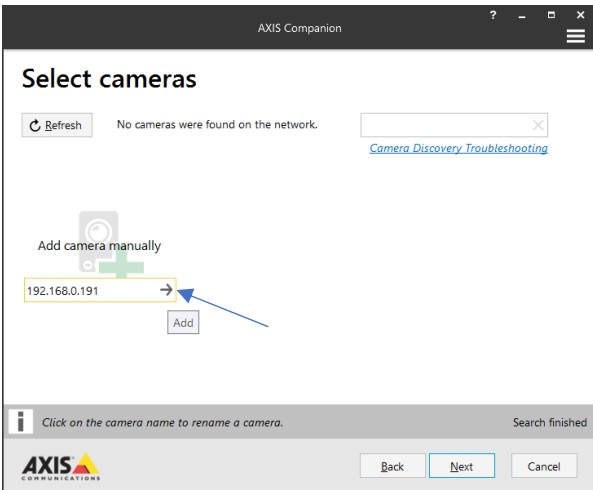 AXIS Companion
?
Select cameras
Refresh
No cameras were found on the network.
Camera Discovery Troubleshooting
Add camera manually
192.168.0.191
Add
i
Click on the camera name to rename a camera.
Search finished
AXIS
COMMUNICATIONS
Back
Next
Cancel